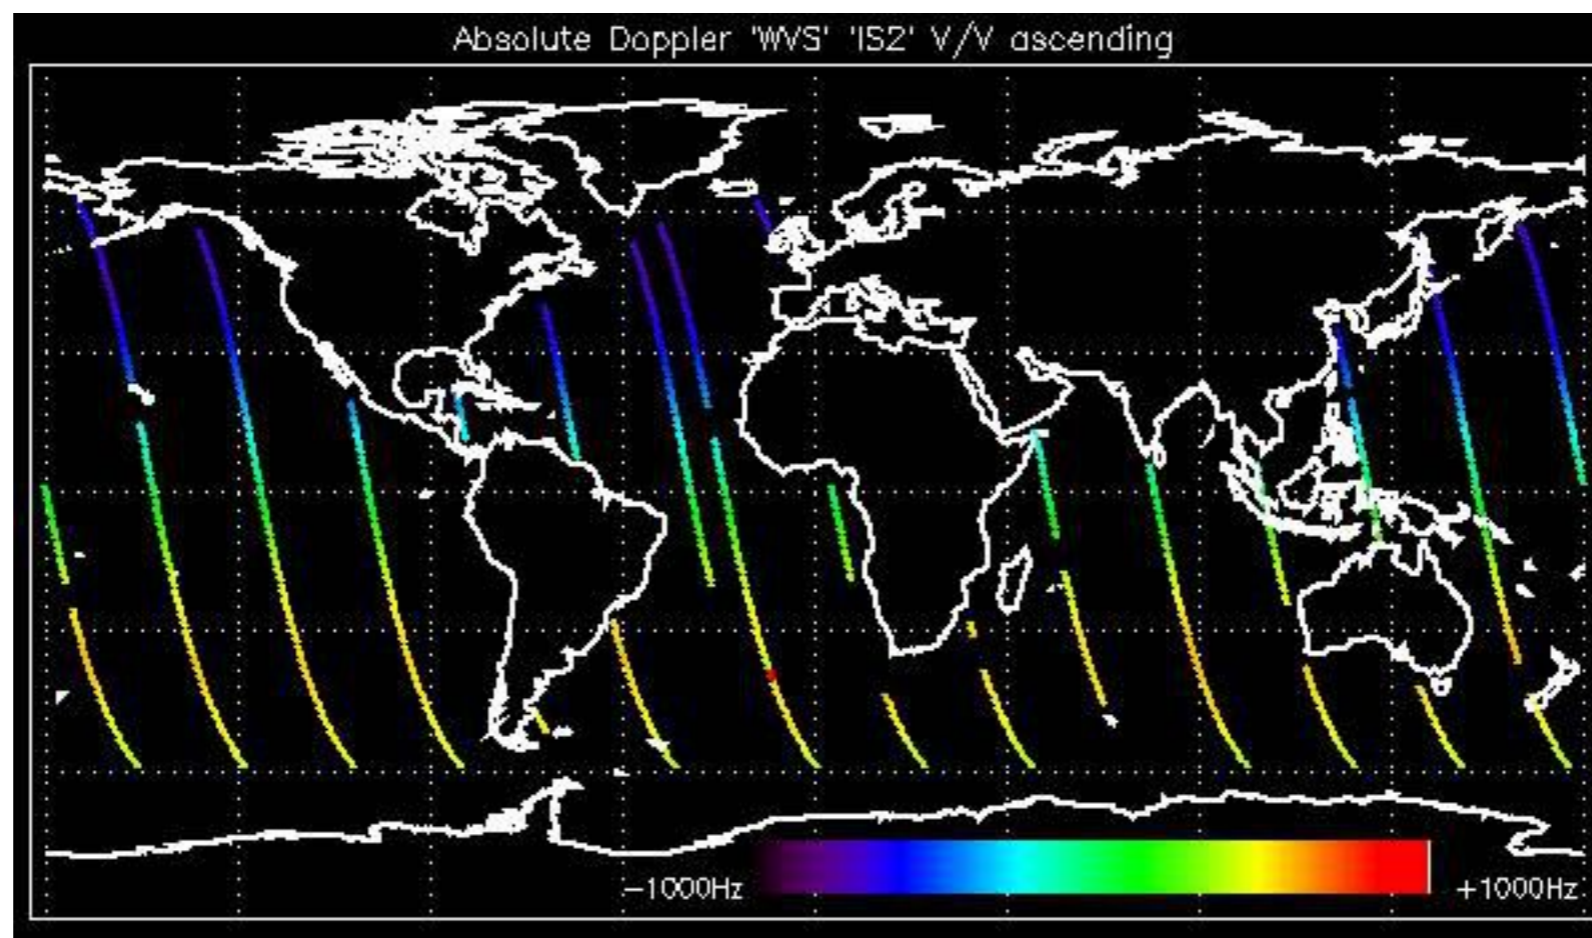 Absolute Doppler 'WVS' 'IS2' V/V ascending
−1000Hz
+1000Hz